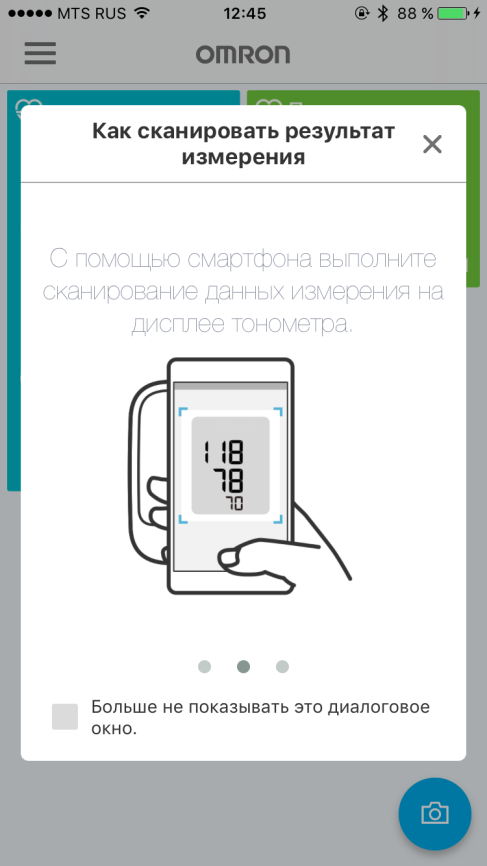 MTS RUS 12:45 88 %
OMRON
Как сканировать результат
измерения
С помощью смартфона выполните
сканирование данных измерения на
дисплее тонометра.
118
78
70
Больше не показывать это диалоговое
окно.